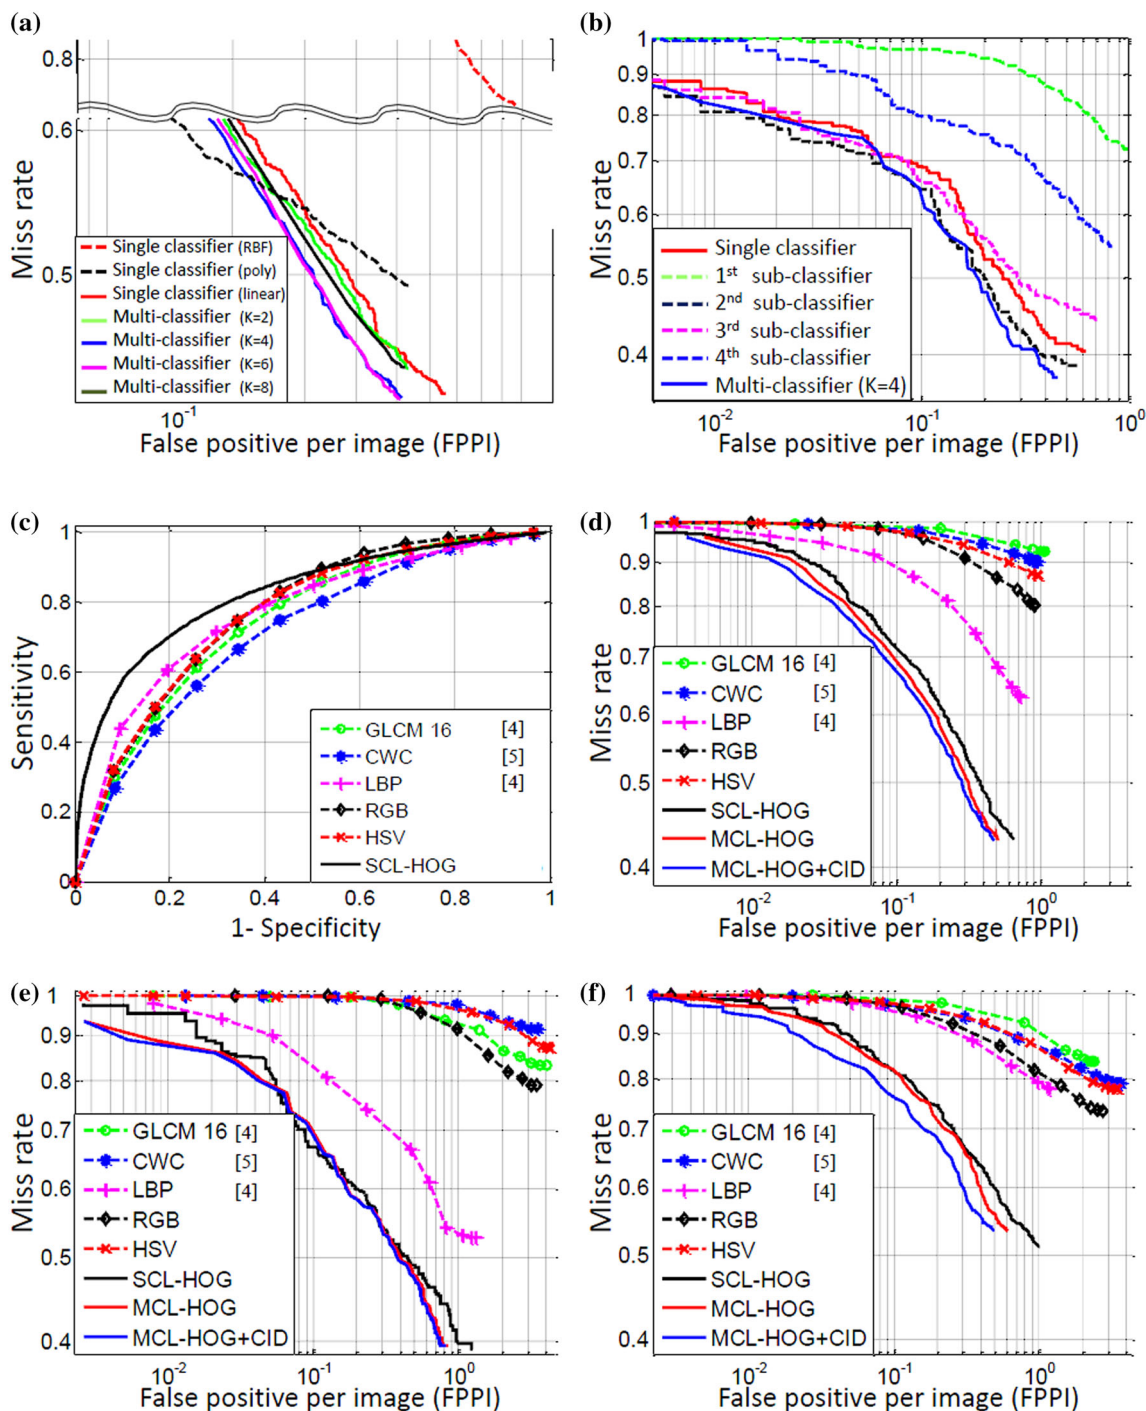 (a)
Miss rate
0.8
0.6
0.5
Single classifier (RBF)
Single classifier (poly)
Single classifier (linear)
Multi-classifier (K=2)
Multi-classifier (K=4)
Multi-classifier (K=6)
Multi-classifier (K=8)
10-1
False positive per image (FPPI)
(b)
Miss rate
1
0.9
0.8
0.7
0.6
0.5
0.4
Single classifier
1st sub-classifier
2nd sub-classifier
3rd sub-classifier
4th sub-classifier
Multi-classifier (K=4)
10-2 10-1 100
False positive per image (FPPI)
(c)
Sensitivity
1
0.8
0.6
0.4
0.2
0
GLCM 16 [4]
CWC [5]
LBP [4]
RGB
HSV
SCL-HOG
0 0.2 0.4 0.6 0.8 1
1- Specificity
(d)
Miss rate
1
0.9
0.8
0.7
0.6
0.5
0.4
GLCM 16 [4]
CWC [5]
LBP [4]
RGB
HSV
SCL-HOG
MCL-HOG
MCL-HOG+CID
10-2 10-1 100
False positive per image (FPPI)
(e)
Miss rate
1
0.9
0.8
0.7
0.6
0.5
0.4
GLCM 16 [4]
CWC [5]
LBP [4]
RGB
HSV
SCL-HOG
MCL-HOG
MCL-HOG+CID
10-2 10-1 100
False positive per image (FPPI)
(f)
Miss rate
1
0.9
0.8
0.7
0.6
0.5
0.4
GLCM 16 [4]
CWC [5]
LBP [4]
RGB
HSV
SCL-HOG
MCL-HOG
MCL-HOG+CID
10-2 10-1 100
False positive per image (FPPI)